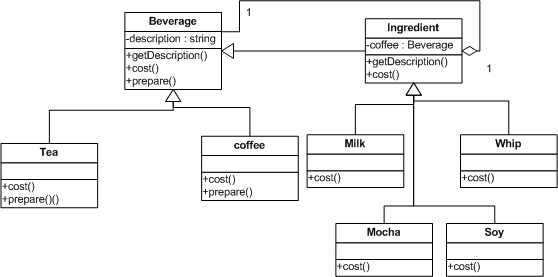 Beverage
-description : string
+getDescription()
+cost()
+prepare()
1
Ingredient
-coffee : Beverage
+getDescription()
+cost()
1
Tea
+cost()
+prepare()()
coffee
+cost()
+prepare()
Milk
+cost()
Whip
+cost()
Mocha
+cost()
Soy
+cost()